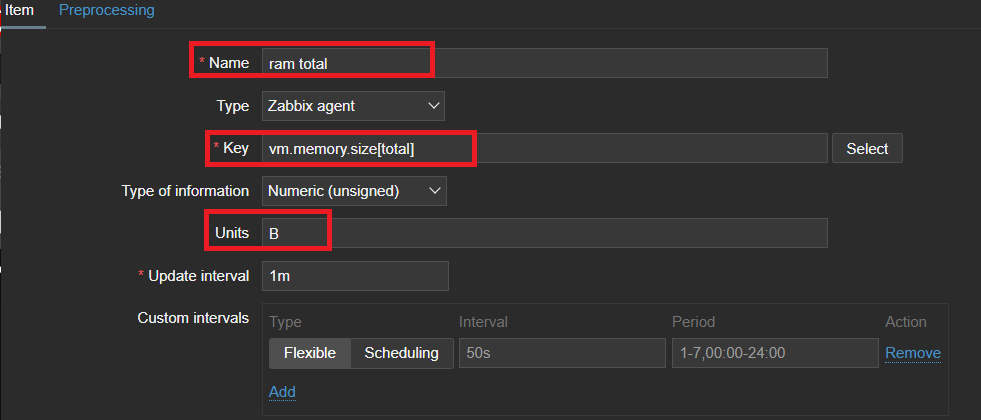 Item Preprocessing
* Name ram total
Type Zabbix agent
* Key vm.memory.size[total] Select
Type of information Numeric (unsigned)
Units B
* Update interval 1m
Custom intervals Type Interval Period Action
Flexible Scheduling 50s 1-7,00:00-24:00 Remove
Add